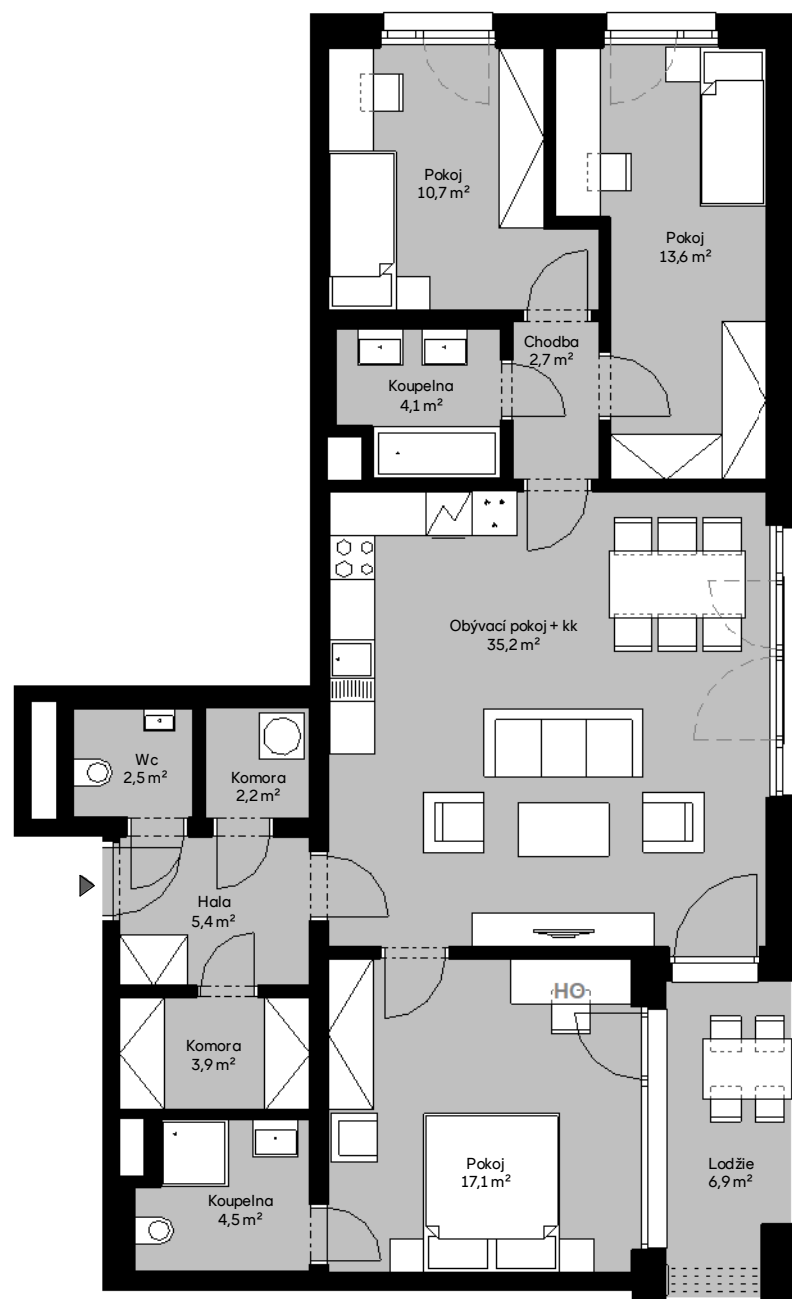 Pokoj
10,7 m²
Pokoj
13,6 m²
Chodba
2,7 m²
Koupelna
4,1 m²
Obývací pokoj + kk
35,2 m²
Wc
2,5 m²
Komora
2,2 m²
Hala
5,4 m²
HO
Komora
3,9 m²
Pokoj
17,1 m²
Lodžie
6,9 m²
Koupelna
4,5 m²